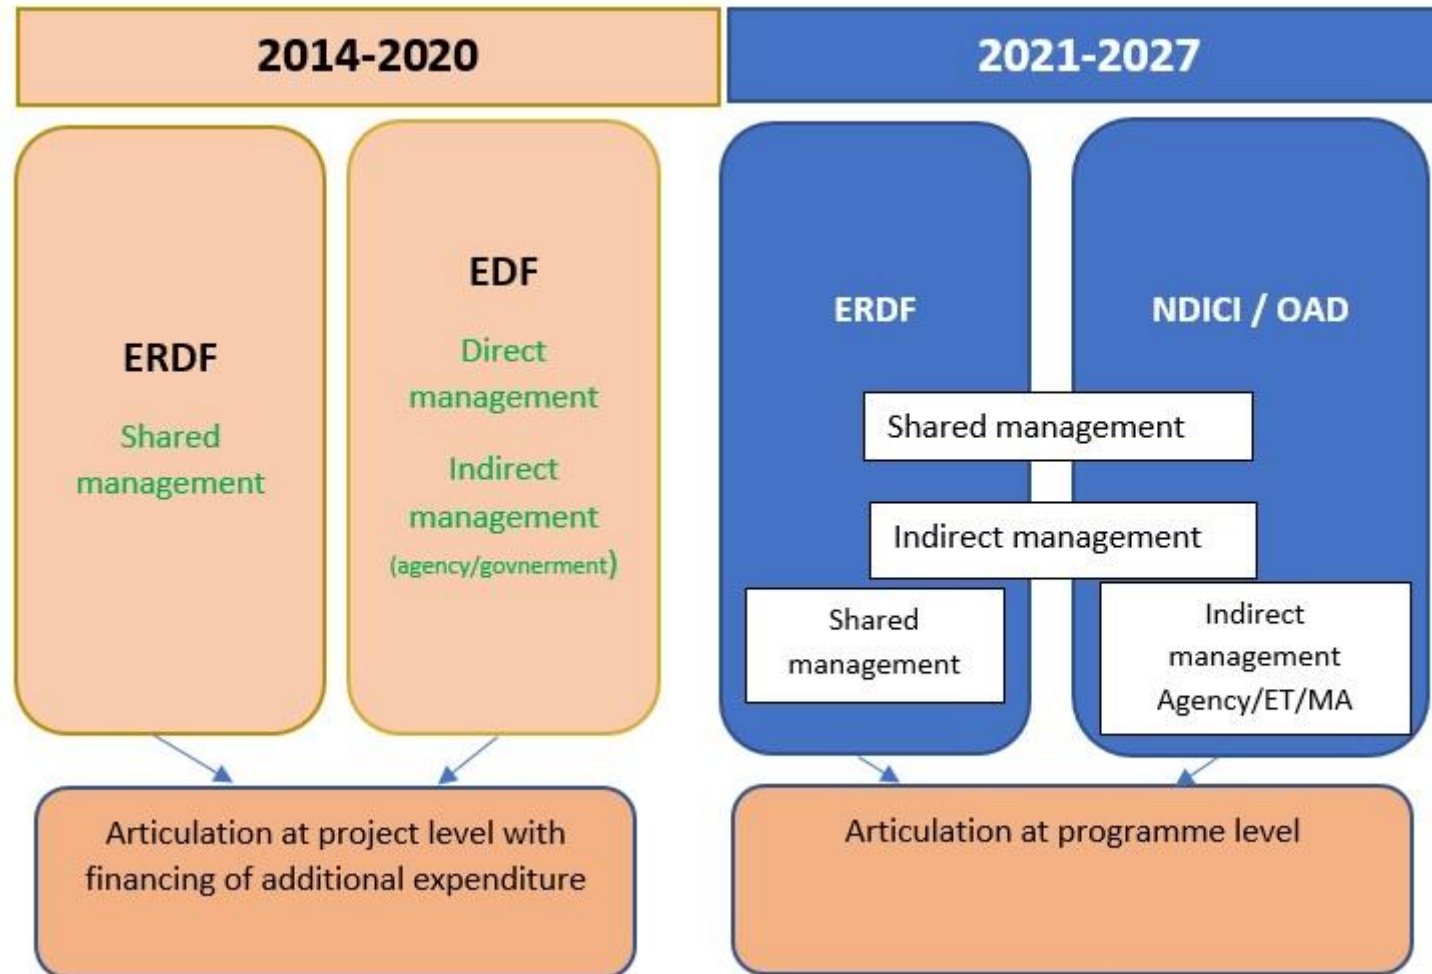 2014-2020
2021-2027
ERDF
Shared
management
EDF
Direct
management
Indirect
management
(agency/govnerment)
ERDF
NDICI / OAD
Shared management
Indirect management
Shared
management
Indirect
management
Agency/ET/MA
Articulation at project level with
financing of additional expenditure
Articulation at programme level